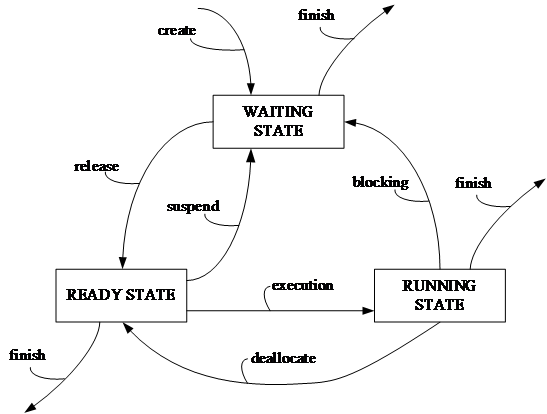 finish
create
WAITING
STATE
release
blocking
finish
suspend
READY STATE
execution
RUNNING
STATE
finish
deallocate